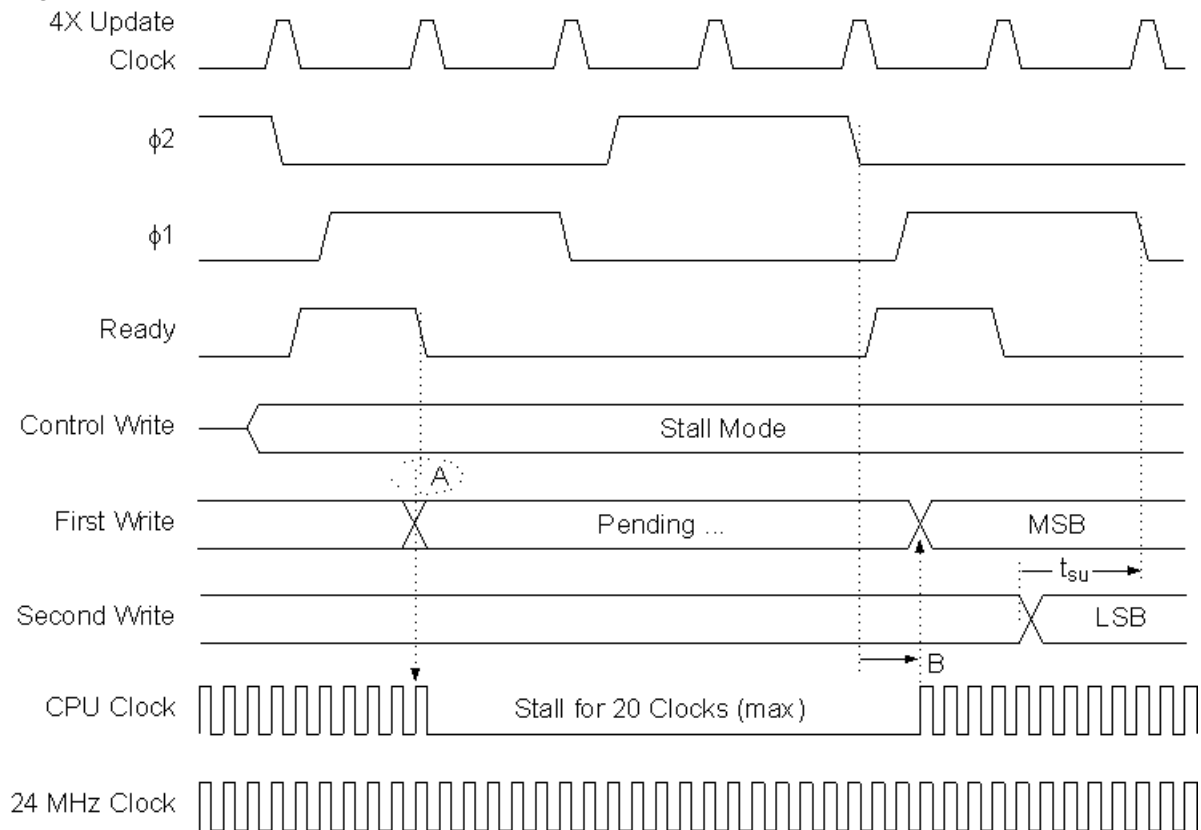 4X Update
Clock
ϕ2
ϕ1
Ready
Control Write
Stall Mode
A
First Write
Pending ...
MSB
tsu
Second Write
LSB
B
CPU Clock
Stall for 20 Clocks (max)
24 MHz Clock